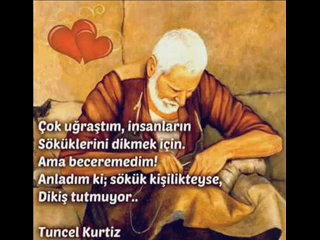 Çok uğraştım, insanların
Söküklerini dikmek için.
Ama beceremedim!
Anladım ki; sökük kişilikteyse,
Dikiş tutmuyor..
Tuncel Kurtiz